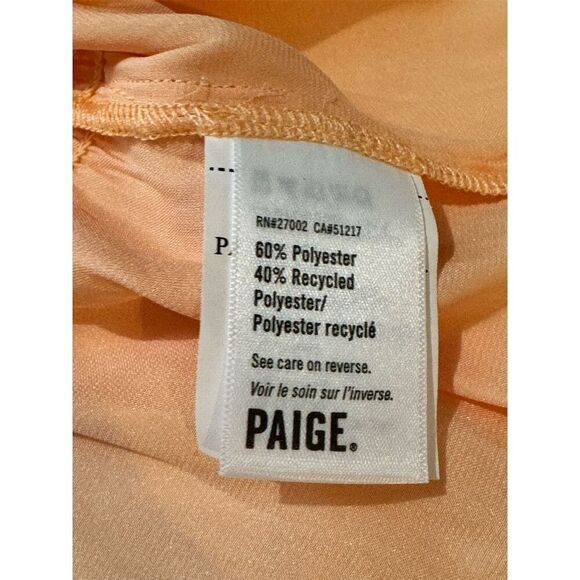 RN#27002 CA#51217
60% Polyester
40% Recycled
Polyester/
Polyester recyclé
See care on reverse.
Voir le soin sur l'inverse.
PAIGE®